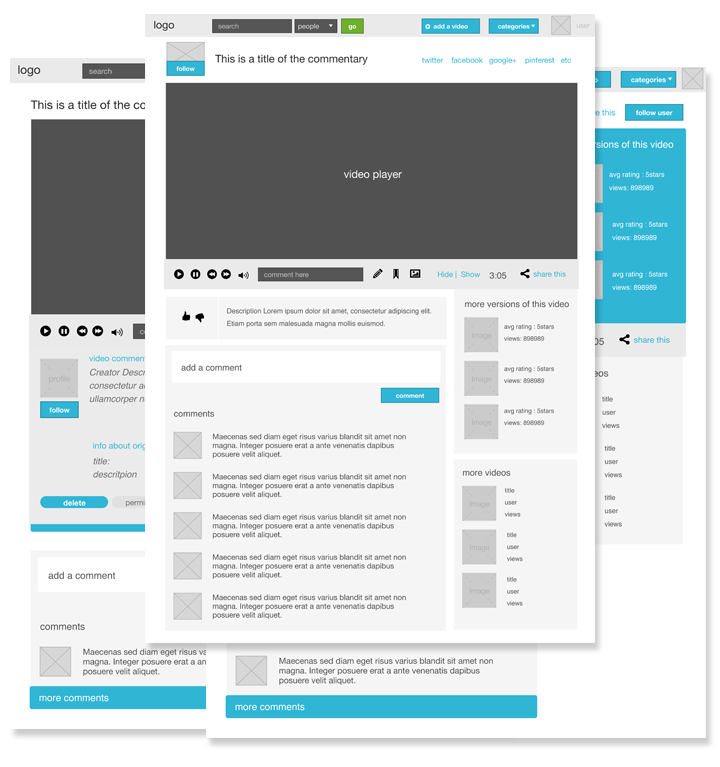 logo
search
people
go
add a video
categories
user
follow
This is a title of the commentary
twitter facebook google+ pinterest etc
video player
comment here
Hide | Show
3:05
share this
Description Lorem ipsum dolor sit amet, consectetur adipiscing elit.
Etiam porta sem malesuada magna mollis euismod.
add a comment
comment
comments
Maecenas sed diam eget risus varius blandit sit amet non
magna. Integer posuere erat a ante venenatis dapibus
posuere velit aliquet.
Maecenas sed diam eget risus varius blandit sit amet non
magna. Integer posuere erat a ante venenatis dapibus
posuere velit aliquet.
Maecenas sed diam eget risus varius blandit sit amet non
magna. Integer posuere erat a ante venenatis dapibus
posuere velit aliquet.
Maecenas sed diam eget risus varius blandit sit amet non
magna. Integer posuere erat a ante venenatis dapibus
posuere velit aliquet.
Maecenas sed diam eget risus varius blandit sit amet non
magna. Integer posuere erat a ante venenatis dapibus
posuere velit aliquet.
more versions of this video
Image
avg rating : 5stars
views: 898989
Image
avg rating : 5stars
views: 898989
Image
avg rating : 5stars
views: 898989
more videos
Image
title
user
views
Image
title
user
views
Image
title
user
views
logo
search
This is a title of the co
co
profile
follow
video commen
Creator Descr
consectetur a
ullamcorper n
info about orig
title:
descritpion
delete
permi
add a comment
comments
Maecenas sed diam eget ris
magna. Integer posuere erat a an
posuere velit aliquet.
more comments
o
categories
e this
follow user
rsions of this video
avg rating : 5stars
views: 898989
avg rating : 5stars
views: 898989
avg rating : 5stars
views: 898989
05
share this
eos
title
user
views
title
user
views
title
user
views
Maecenas sed diam eget risus varius blandit sit amet non
magna. Integer posuere erat a ante venenatis dapibus
posuere velit aliquet.
more comments